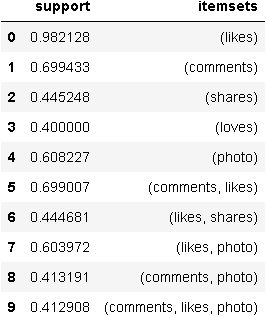 support itemsets
0 0.982128 (likes)
1 0.699433 (comments)
2 0.445248 (shares)
3 0.400000 (loves)
4 0.608227 (photo)
5 0.699007 (comments, likes)
6 0.444681 (likes, shares)
7 0.603972 (likes, photo)
8 0.413191 (comments, photo)
9 0.412908 (comments, likes, photo)